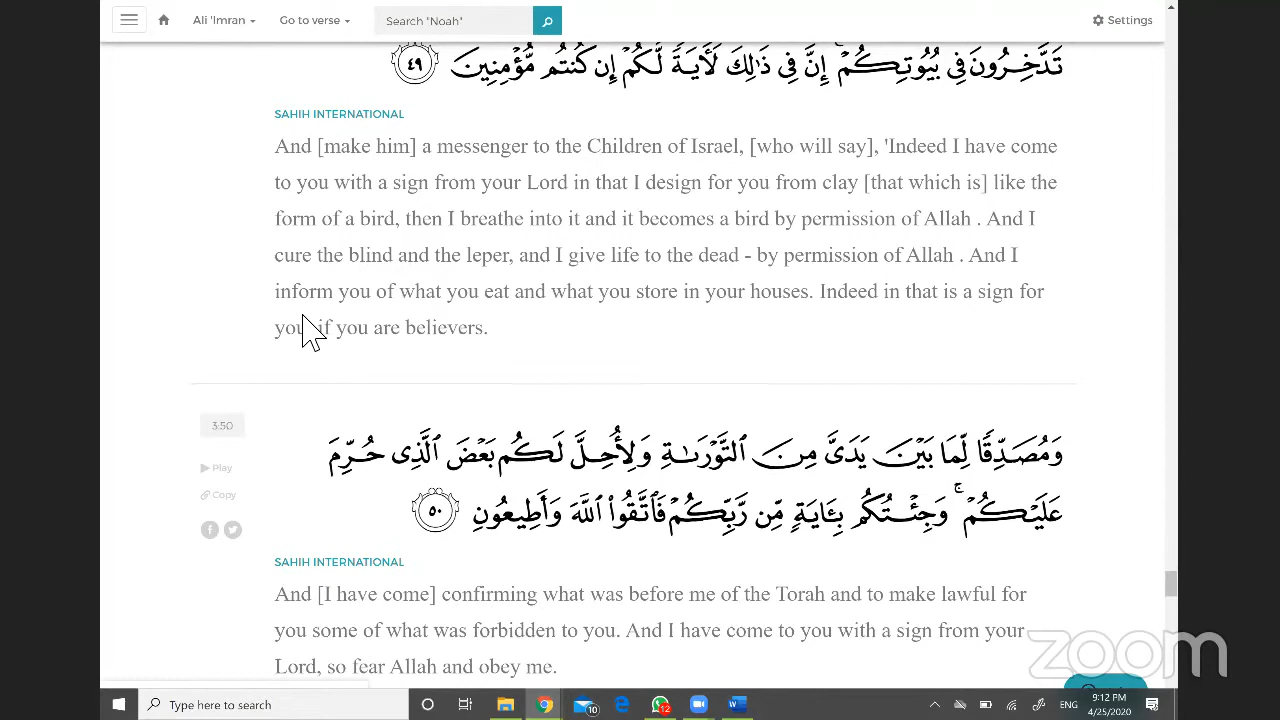 Ali 'Imran
Go to verse
Search "Noah"
Settings
تَدَّخِرُونَ فِى بُيُوتِكُمْ ۚ إِنَّ فِى ذَٰلِكَ لَـَٔايَةً لَّكُمْ إِن كُنتُم مُّؤْمِنِينَ ٤٩
SAHIH INTERNATIONAL
And [make him] a messenger to the Children of Israel, [who will say], 'Indeed I have come
to you with a sign from your Lord in that I design for you from clay [that which is] like the
form of a bird, then I breathe into it and it becomes a bird by permission of Allah . And I
cure the blind and the leper, and I give life to the dead - by permission of Allah . And I
inform you of what you eat and what you store in your houses. Indeed in that is a sign for
you, if you are believers.
3:50
Play
Copy
وَمُصَدِّقًا لِّمَا بَيْنَ يَدَىَّ مِنَ ٱلتَّوْرَىٰةِ وَلِأُحِلَّ لَكُم بَعْضَ ٱلَّذِى حُرِّمَ
عَلَيْكُمْ ۚ وَجِئْتُكُم بِـَٔايَةٍ مِّن رَّبِّكُمْ فَٱتَّقُوا۟ ٱللَّهَ وَأَطِيعُونِ ٥٠
SAHIH INTERNATIONAL
And [I have come] confirming what was before me of the Torah and to make lawful for
you some of what was forbidden to you. And I have come to you with a sign from your
Lord, so fear Allah and obey me.
zoom
Type here to search
10
12
ENG
9:12 PM
4/25/2020